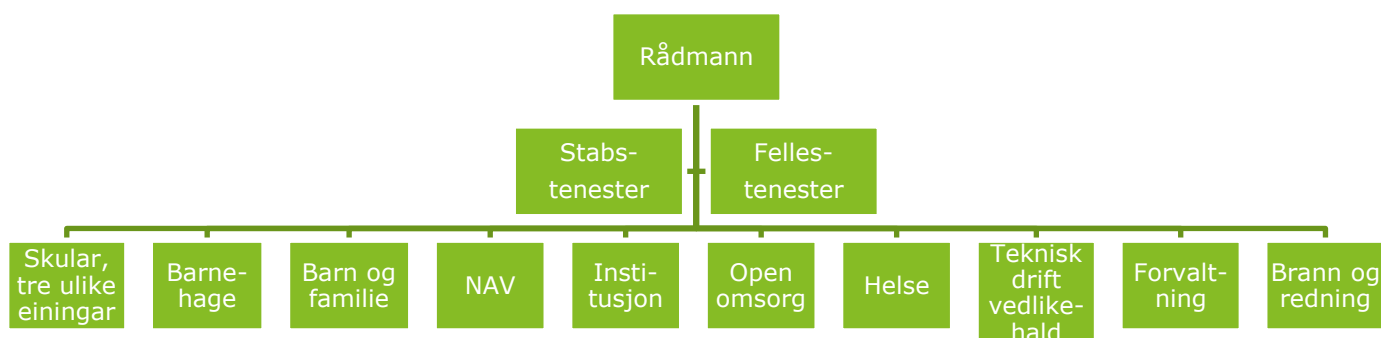 Rådmann
Stabs-
tenester
Felles-
tenester
Skular,
tre ulike
einingar
Barne-
hage
Barn og
familie
NAV
Insti-
tusjon
Open
omsorg
Helse
Teknisk
drift
vedlike-
hald
Forvalt-
ning
Brann og
redning